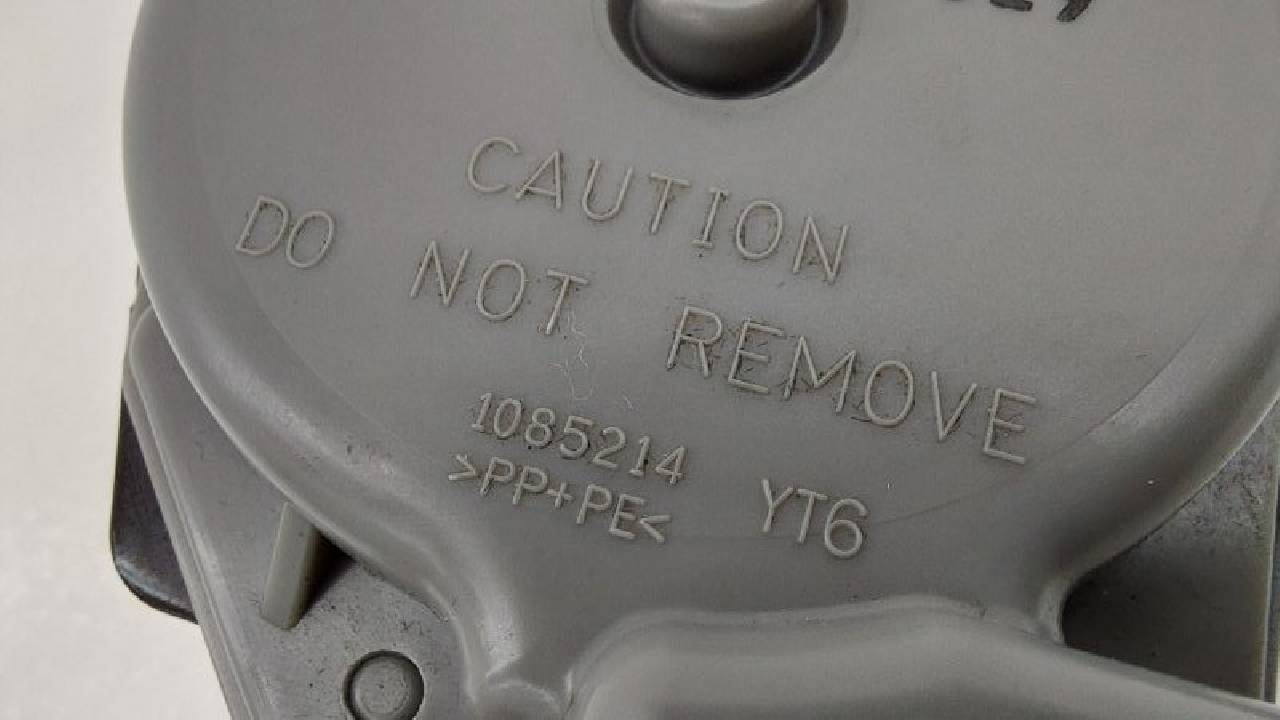 CAUTION
DO NOT REMOVE
1085214
>PP+PE< YT6